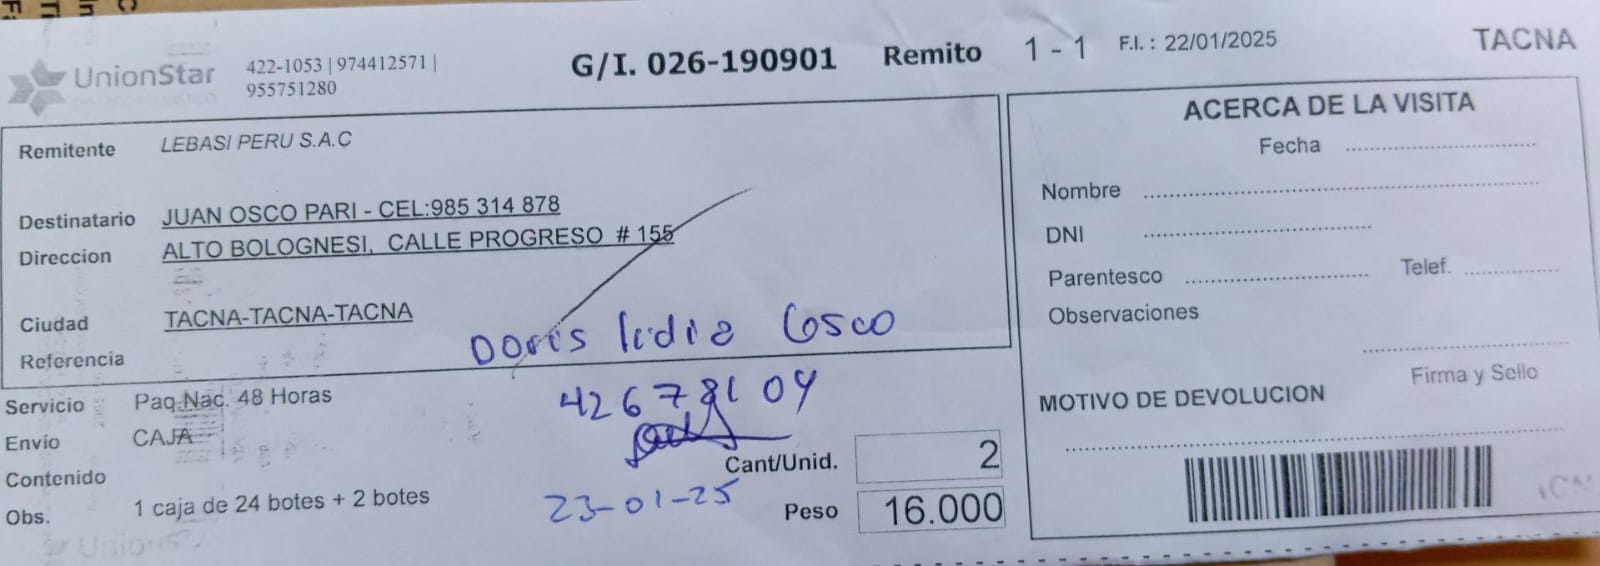 UnionStar 422-1053 | 974412571 | 955751280
G/I. 026-190901 Remito 1 - 1 F.I. : 22/01/2025 TACNA
Remitente LEBASI PERU S.A.C
Destinatario JUAN OSCO PARI - CEL:985 314 878
Direccion ALTO BOLOGNESI, CALLE PROGRESO # 155
Ciudad TACNA-TACNA-TACNA
Referencia
Doris lidia Cosco
42678104
23-01-25
Servicio Paq.Nac. 48 Horas
Envio CAJA
Contenido
Obs. 1 caja de 24 botes + 2 botes
Cant/Unid. 2
Peso 16.000
ACERCA DE LA VISITA
Fecha
Nombre
DNI
Parentesco Telef.
Observaciones
Firma y Sello
MOTIVO DE DEVOLUCION
UnionStar